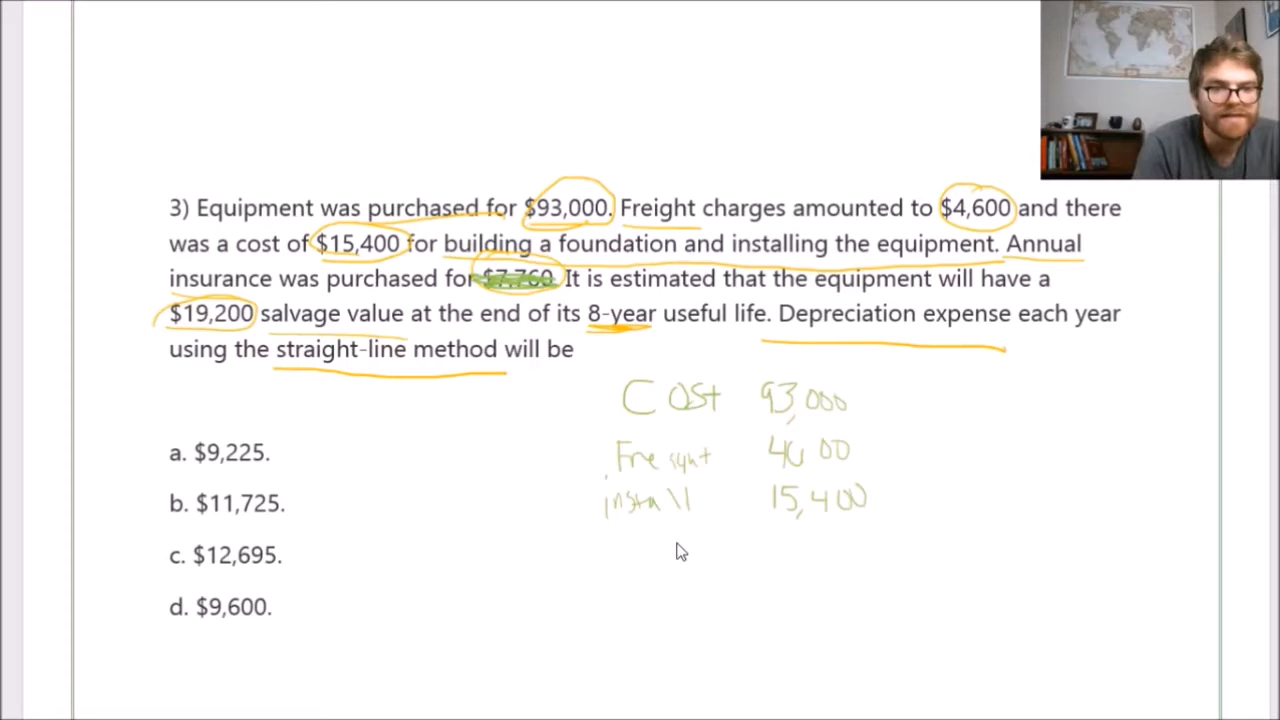 3) Equipment was purchased for $93,000. Freight charges amounted to $4,600 and there
was a cost of $15,400 for building a foundation and installing the equipment. Annual
insurance was purchased for $7,760. It is estimated that the equipment will have a
$19,200 salvage value at the end of its 8-year useful life. Depreciation expense each year
using the straight-line method will be
Cost 93,000
Freight 4600
install 15,400
a. $9,225.
b. $11,725.
c. $12,695.
d. $9,600.